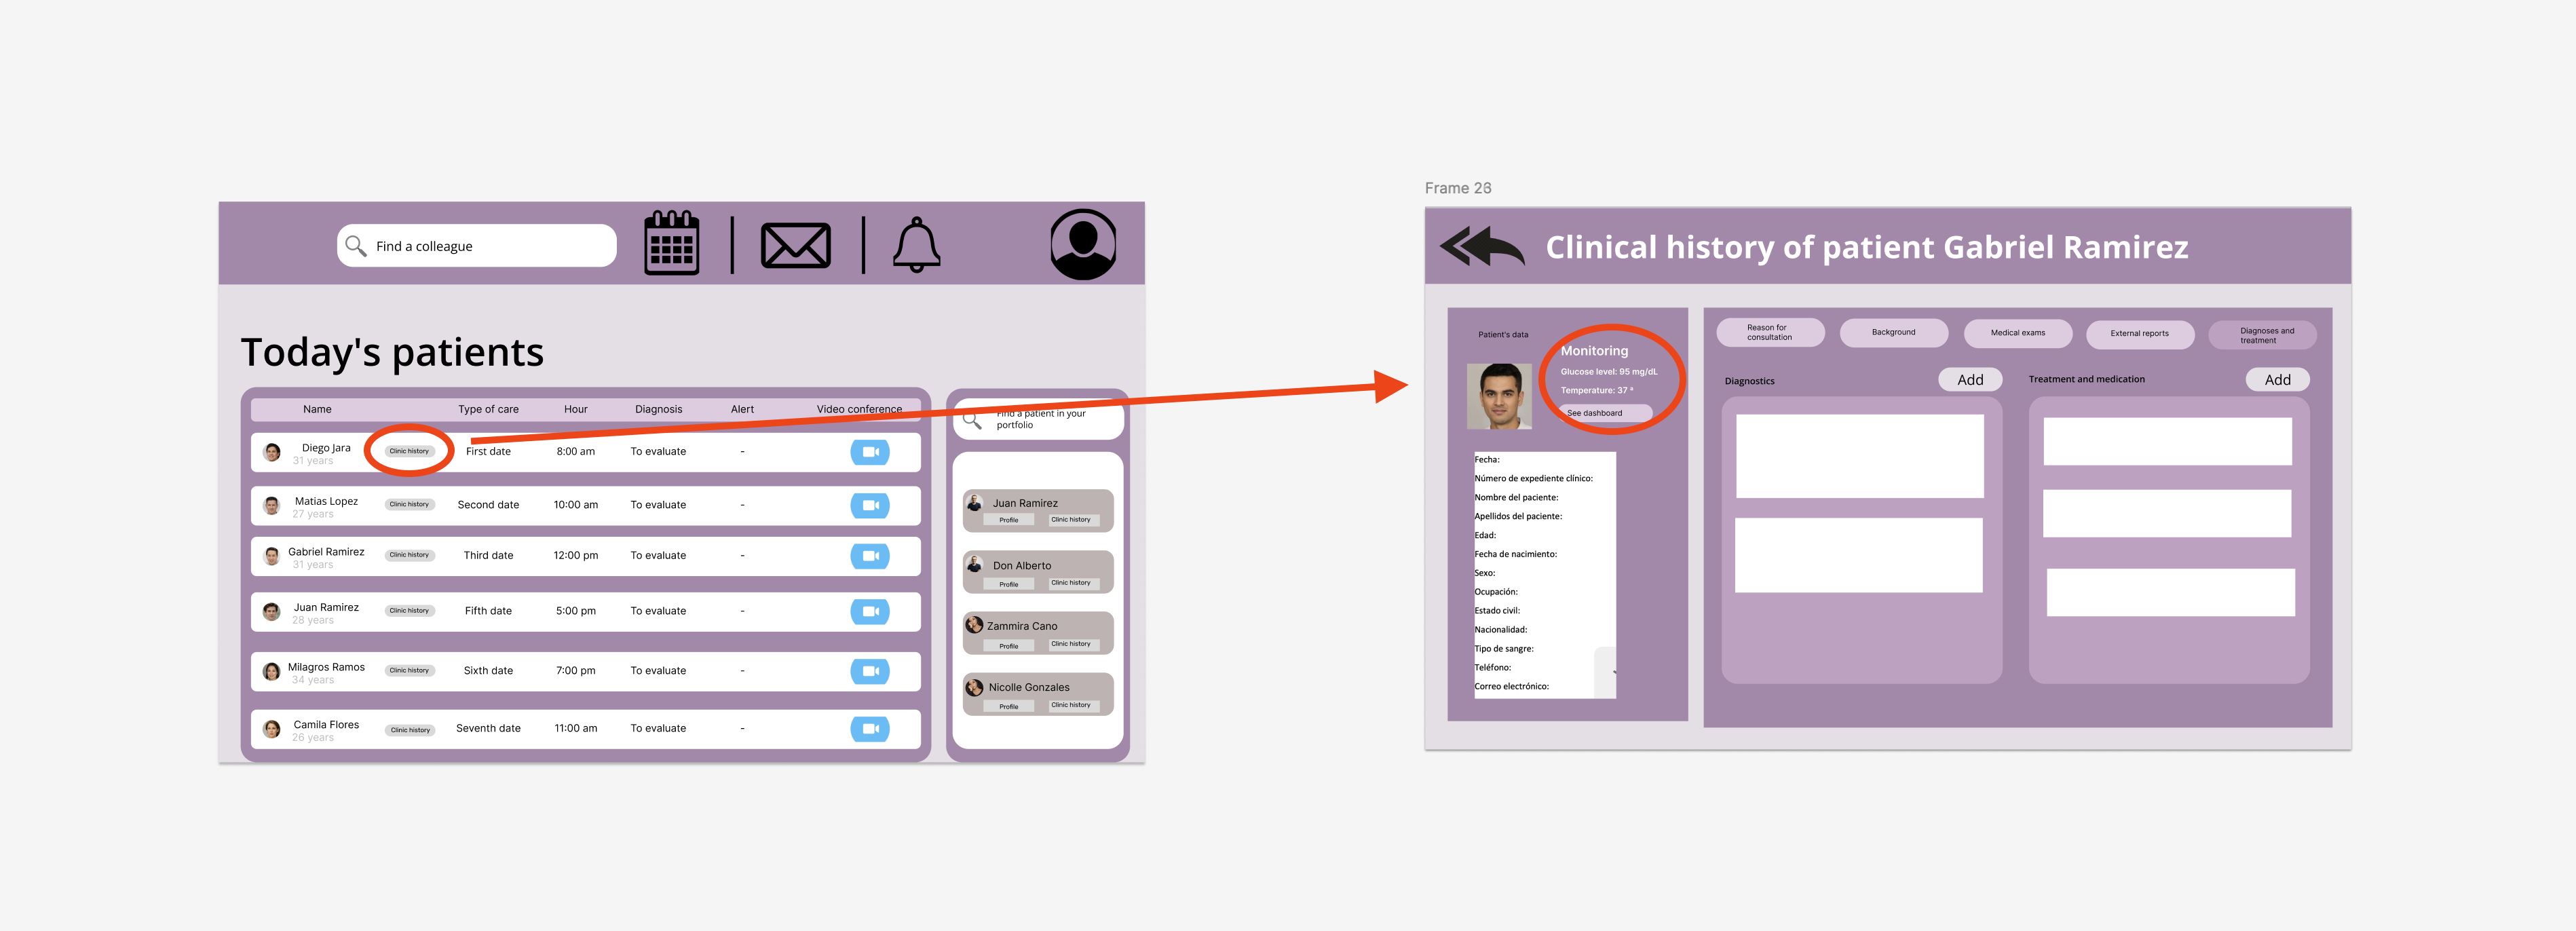 Frame 23
Find a colleague
Clinical history of patient Gabriel Ramirez
Today's patients
Name Type of care Hour Diagnosis Alert Video conference
Diego Jara Clinic history First date 8:00 am To evaluate -
31 years
Matias Lopez Clinic history Second date 10:00 am To evaluate -
27 years
Gabriel Ramirez Clinic history Third date 12:00 pm To evaluate -
31 years
Juan Ramirez Clinic history Fifth date 5:00 pm To evaluate -
28 years
Milagros Ramos Clinic history Sixth date 7:00 pm To evaluate -
34 years
Camila Flores Clinic history Seventh date 11:00 am To evaluate -
26 years
Find a patient in your
portfolio
Juan Ramirez
Profile Clinic history
Don Alberto
Profile Clinic history
Zammira Cano
Profile Clinic history
Nicolle Gonzales
Profile Clinic history
Patient's data
Monitoring
Glucose level: 95 mg/dL
Temperature: 37 ª
See dashboard
Fecha:
Número de expediente clínico:
Nombre del paciente:
Apellidos del paciente:
Edad:
Fecha de nacimiento:
Sexo:
Ocupación:
Estado civil:
Nacionalidad:
Tipo de sangre:
Teléfono:
Correo electrónico:
Reason for
consultation
Background
Medical exams
External reports
Diagnoses and
treatment
Diagnostics
Add
Treatment and medication
Add